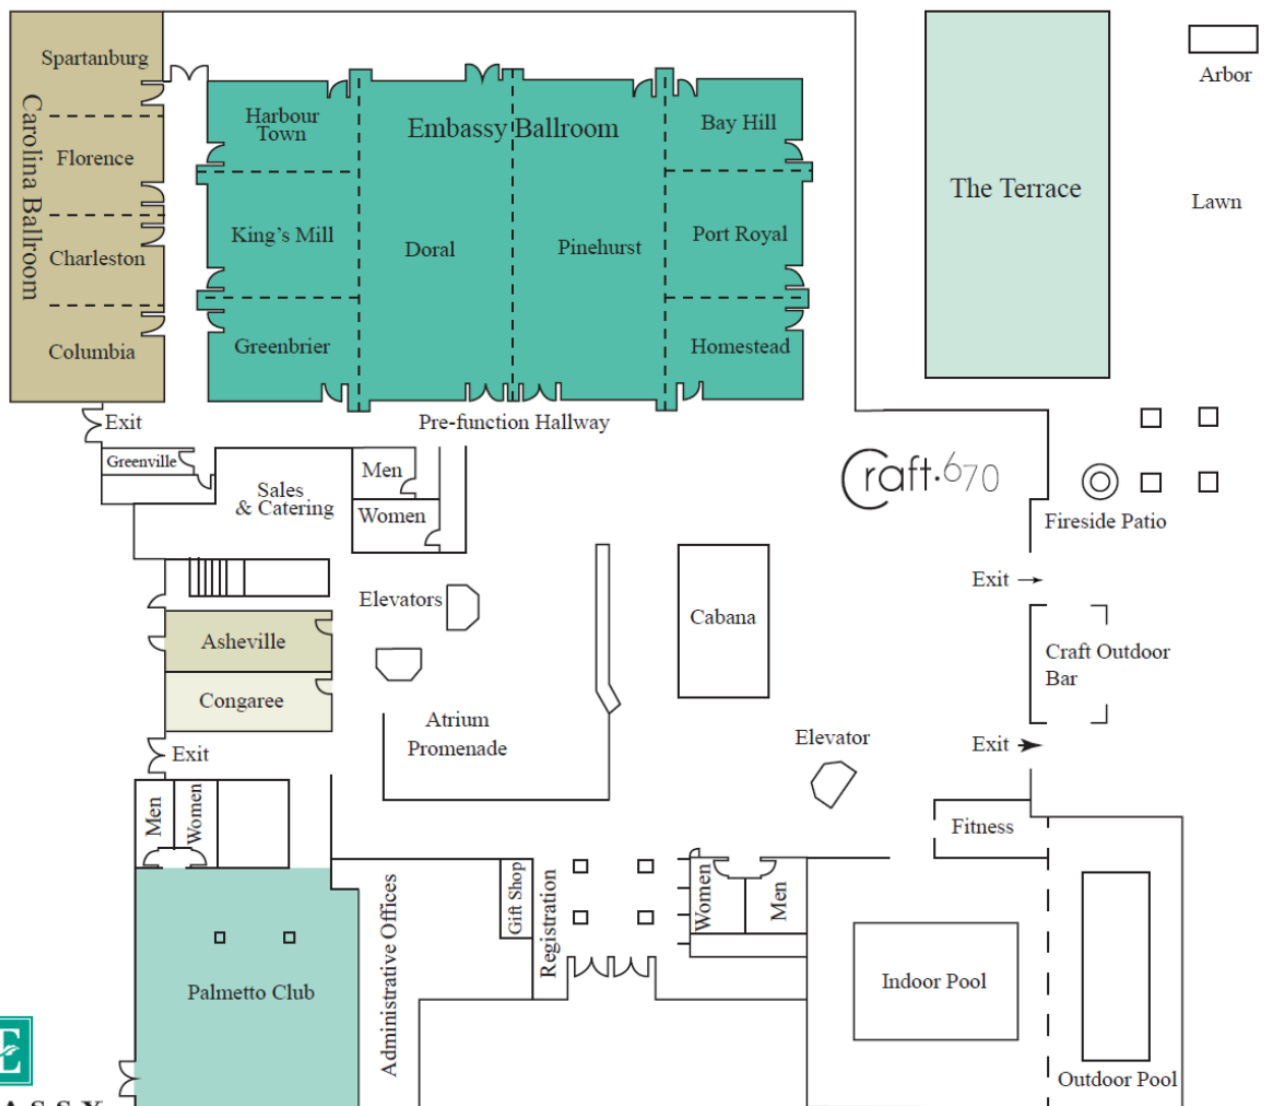 Spartanburg
Arbor
Carolina Ballroom
Harbour
Town
Embassy Ballroom
Bay Hill
Florence
The Terrace
Lawn
King's Mill
Doral
Pinehurst
Port Royal
Charleston
Greenbrier
Homestead
Columbia
Exit
Pre-function Hallway
Greenville
Men
Craft·670
Sales
& Catering
Women
Fireside Patio
Exit
Elevators
Cabana
Asheville
Craft Outdoor
Bar
Congaree
Atrium
Promenade
Elevator
Exit
Exit
Men
Women
Fitness
Gift Shop
Registration
Women
Men
Administrative Offices
Palmetto Club
Indoor Pool
E
Outdoor Pool